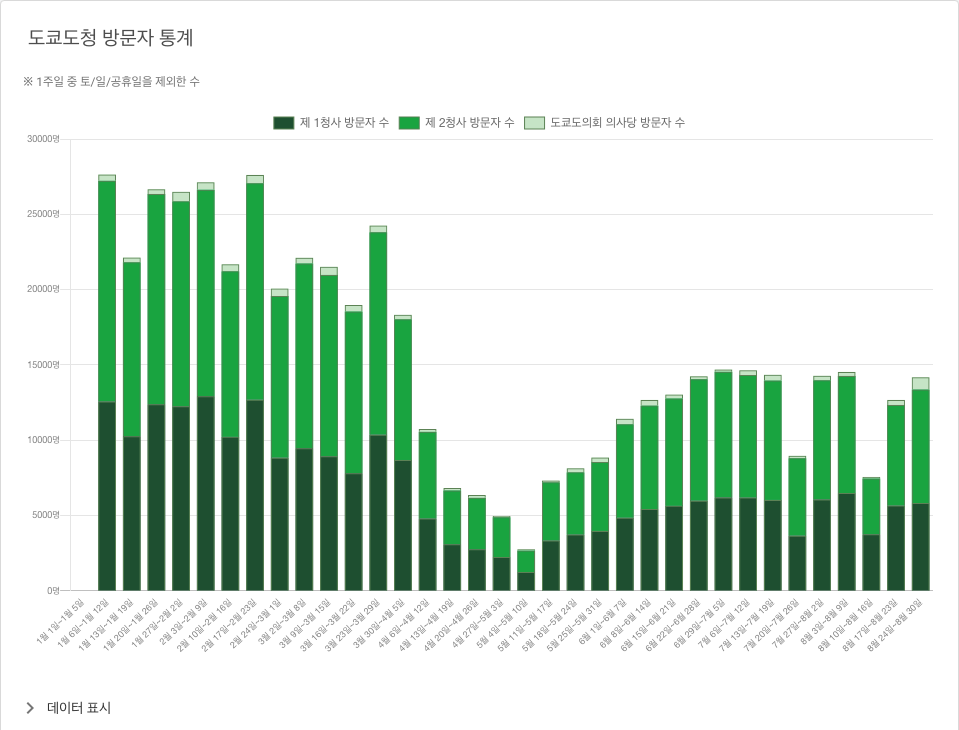 도쿄도청 방문자 통계
※ 1주일 중 토/일/공휴일을 제외한 수
제 1청사 방문자 수 제 2청사 방문자 수 도쿄도의회 의사당 방문자 수
30000명
25000명
20000명
15000명
10000명
5000명
0명
1월 1일~1월 5일
1월 6일~1월 12일
1월 13일~1월 19일
1월 20일~1월 26일
1월 27일~2월 2일
2월 3일~2월 9일
2월 10일~2월 16일
2월 17일~2월 23일
2월 24일~3월 1일
3월 2일~3월 8일
3월 9일~3월 15일
3월 16일~3월 22일
3월 23일~3월 29일
3월 30일~4월 5일
4월 6일~4월 12일
4월 13일~4월 19일
4월 20일~4월 26일
4월 27일~5월 3일
5월 4일~5월 10일
5월 11일~5월 17일
5월 18일~5월 24일
5월 25일~5월 31일
6월 1일~6월 7일
6월 8일~6월 14일
6월 15일~6월 21일
6월 22일~6월 28일
6월 29일~7월 5일
7월 6일~7월 12일
7월 13일~7월 19일
7월 20일~7월 26일
7월 27일~8월 2일
8월 3일~8월 9일
8월 10일~8월 16일
8월 17일~8월 23일
8월 24일~8월 30일
데이터 표시